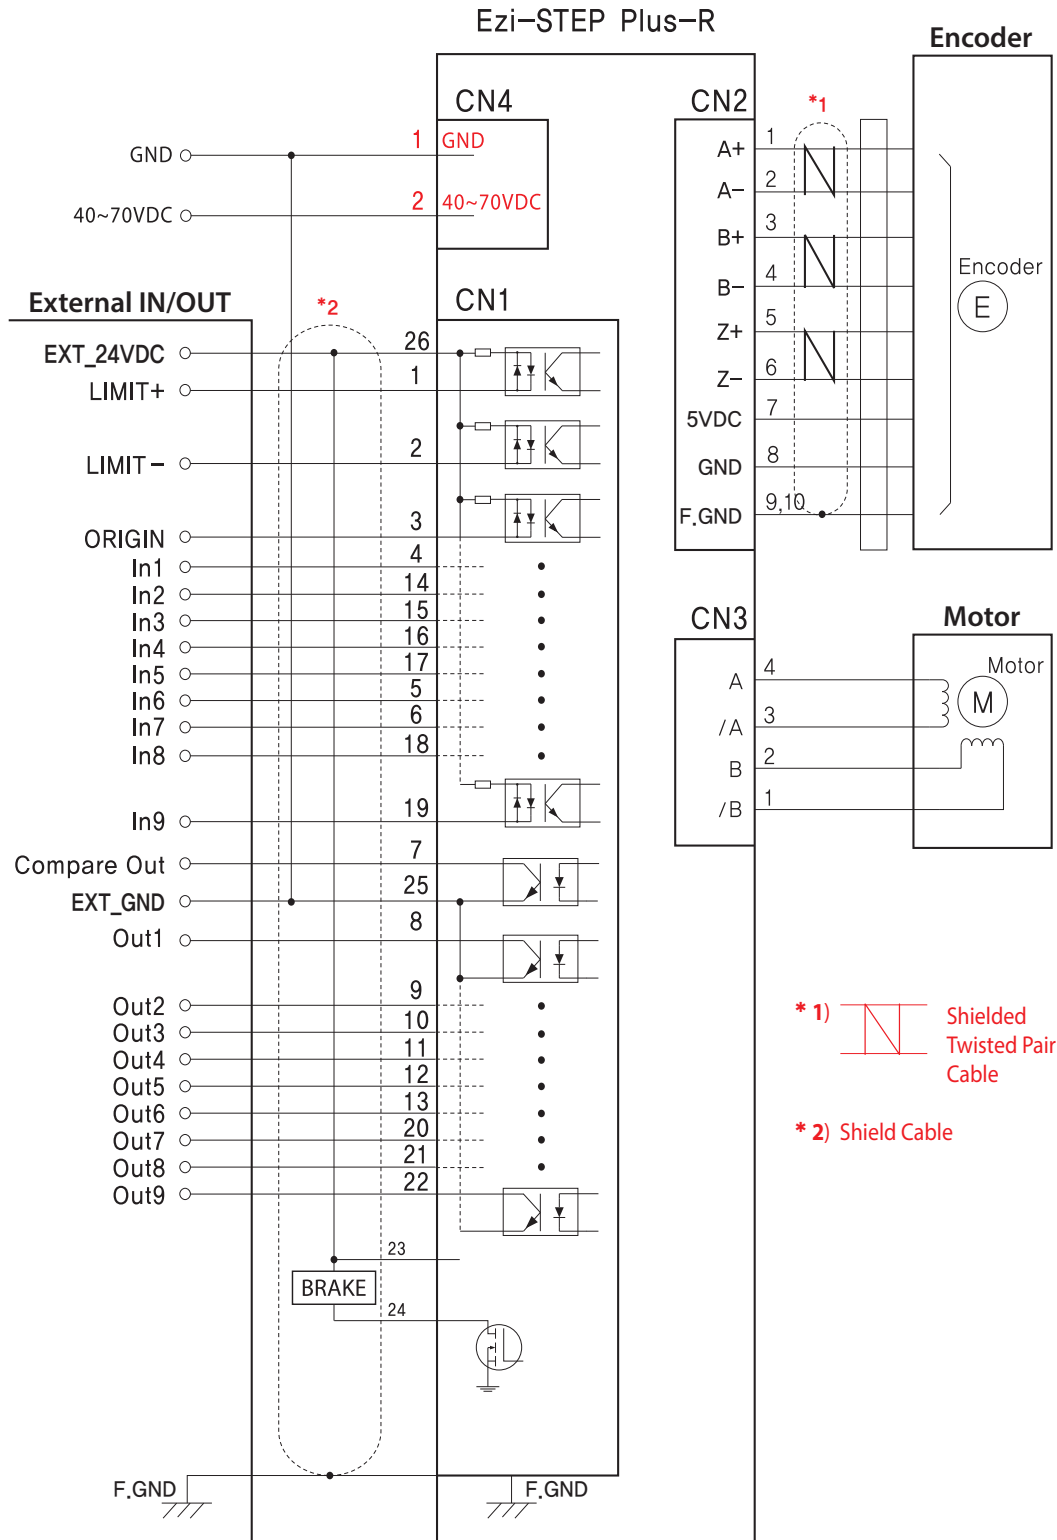 Ezi-STEP Plus-R
Encoder
CN4
CN2
*1
GND
1
GND
40~70VDC
2
40~70VDC
A+
1
A-
2
B+
3
B-
4
Z+
5
Z-
6
5VDC
7
GND
8
F.GND
9,10
Encoder
E
External IN/OUT
*2
CN1
EXT_24VDC
26
LIMIT+
1
LIMIT-
2
ORIGIN
3
In1
4
In2
14
In3
15
In4
16
In5
17
In6
5
In7
6
In8
18
In9
19
Compare Out
7
EXT_GND
25
Out1
8
Out2
9
Out3
10
Out4
11
Out5
12
Out6
13
Out7
20
Out8
21
Out9
22
23
BRAKE
24
F.GND
F.GND
CN3
Motor
A
4
/A
3
B
2
/B
1
Motor
M
* 1)
Shielded
Twisted Pair
Cable
* 2) Shield Cable